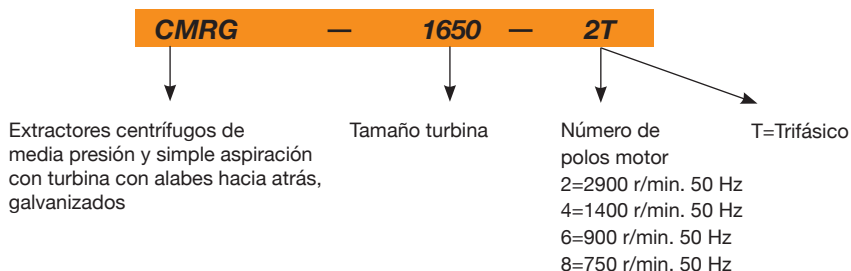 CMRG — 1650 — 2T
Extractores centrífugos de
media presión y simple aspiración
con turbina con alabes hacia atrás,
galvanizados
Tamaño turbina
Número de
polos motor
2=2900 r/min. 50 Hz
4=1400 r/min. 50 Hz
6=900 r/min. 50 Hz
8=750 r/min. 50 Hz
T=Trifásico